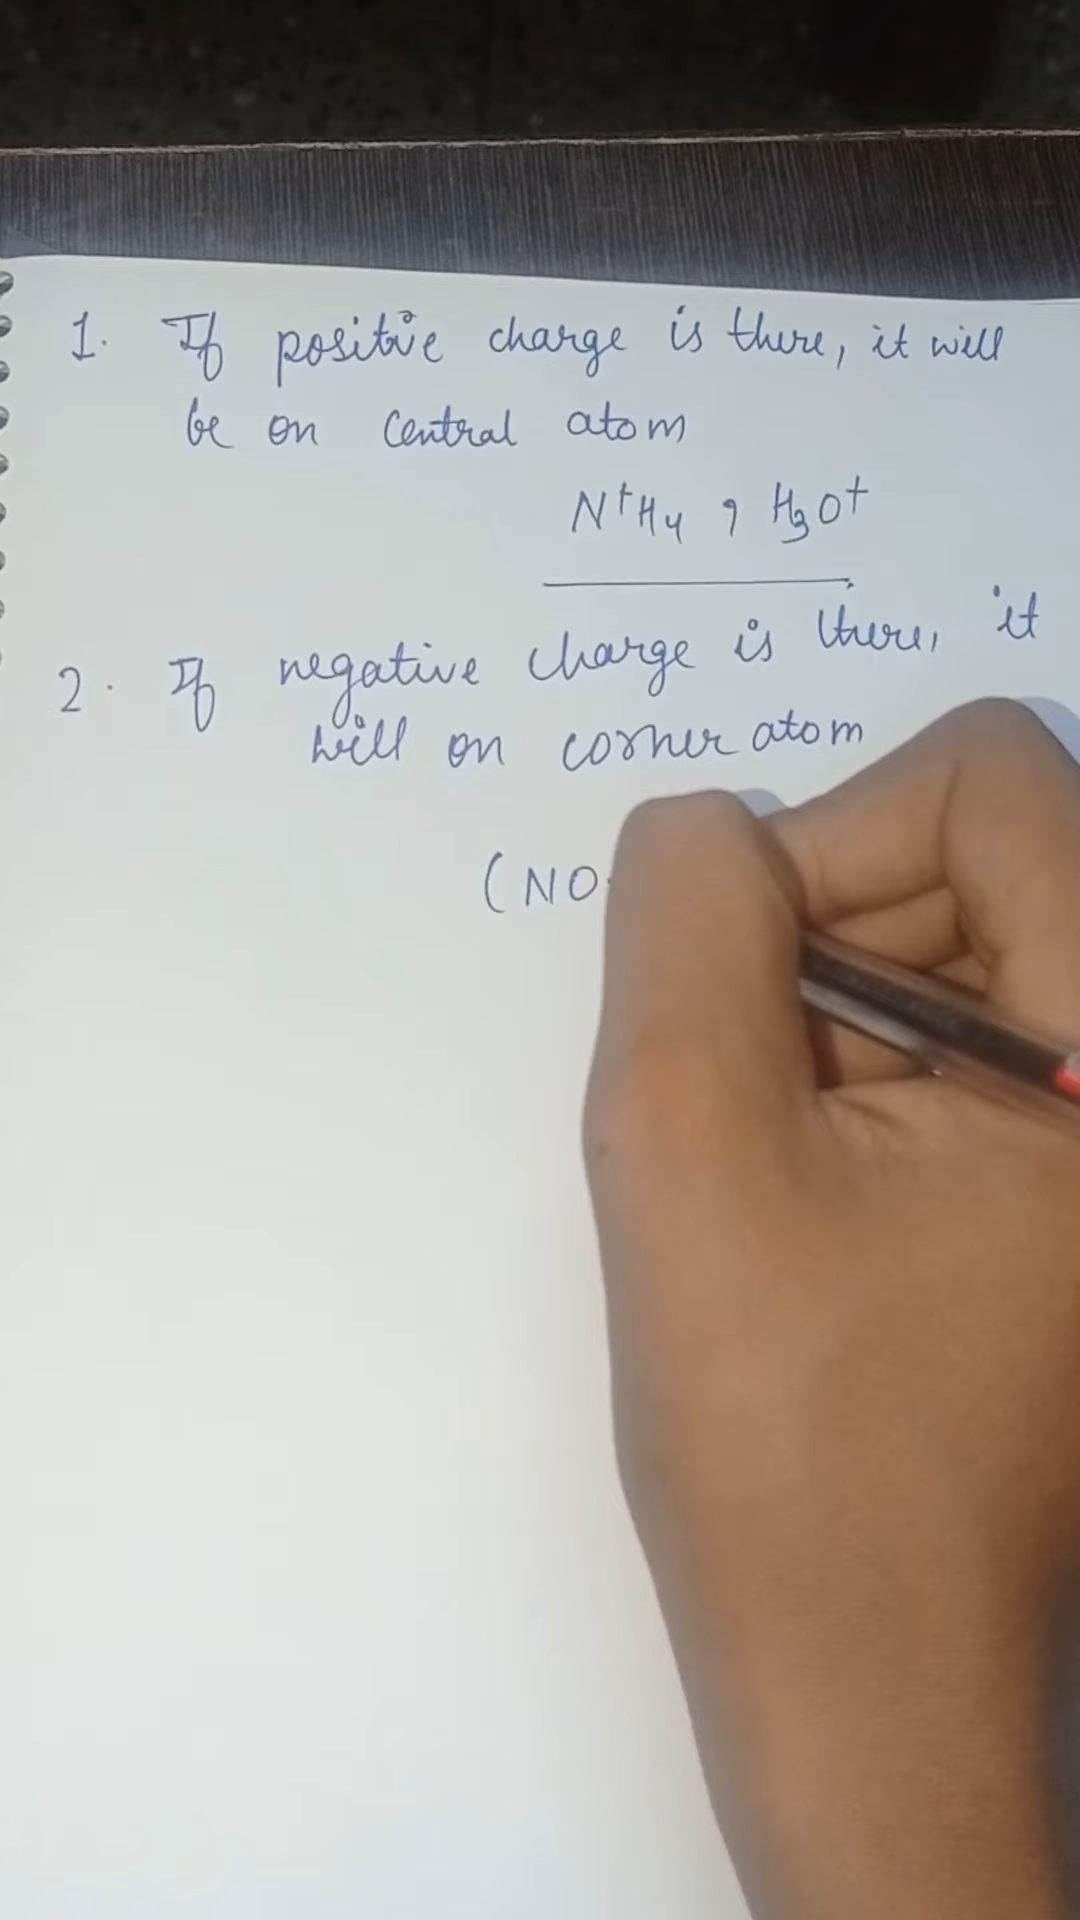 1. If positive charge is there, it will
be on central atom
N⁺H₄ , H₃O⁺
2. If negative charge is there, it
will on corner atom
(NO